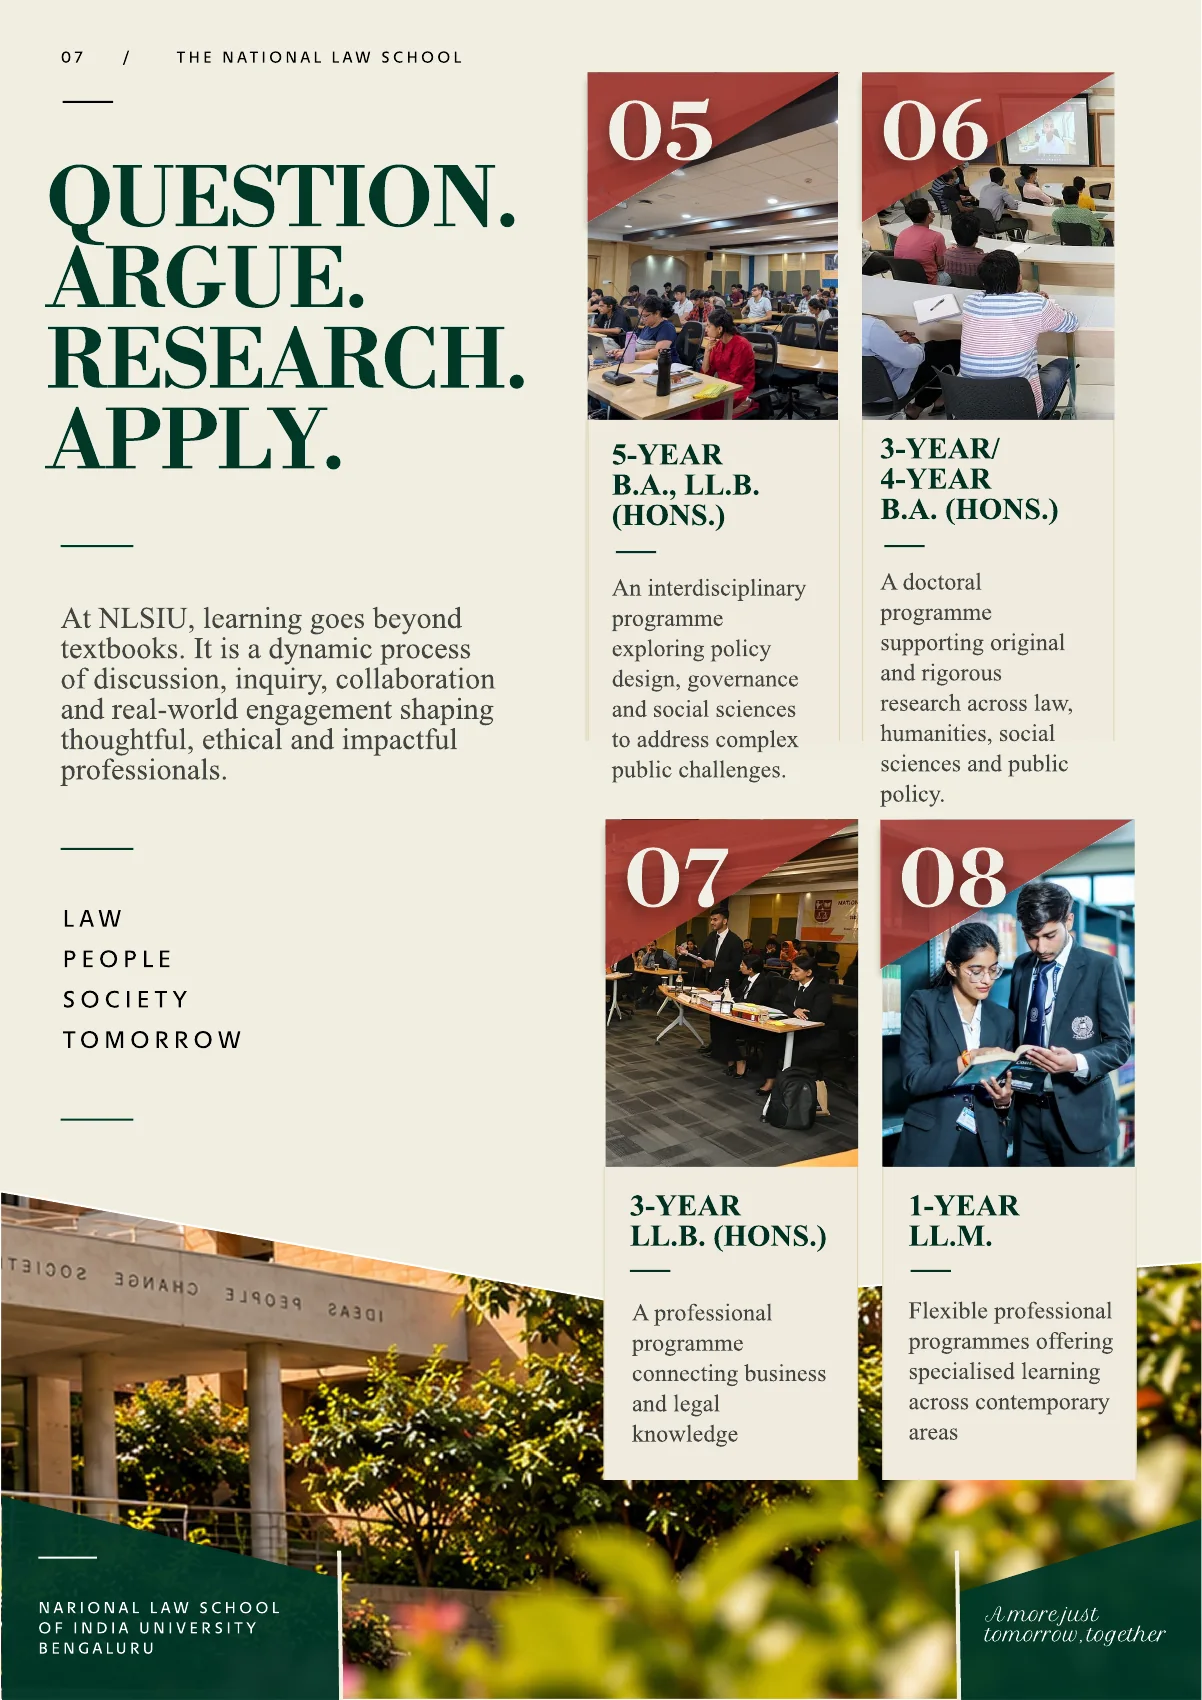 07 / THE NATIONAL LAW SCHOOL
QUESTION.
ARGUE.
RESEARCH.
APPLY.
At NLSIU, learning goes beyond
textbooks. It is a dynamic process
of discussion, inquiry, collaboration
and real-world engagement shaping
thoughtful, ethical and impactful
professionals.
LAW
PEOPLE
SOCIETY
TOMORROW
05
5-YEAR
B.A., LL.B.
(HONS.)
An interdisciplinary
programme
exploring policy
design, governance
and social sciences
to address complex
public challenges.
06
3-YEAR/
4-YEAR
B.A. (HONS.)
A doctoral
programme
supporting original
and rigorous
research across law,
humanities, social
sciences and public
policy.
07
3-YEAR
LL.B. (HONS.)
A professional
programme
connecting business
and legal
knowledge
08
1-YEAR
LL.M.
Flexible professional
programmes offering
specialised learning
across contemporary
areas
IDEAS PEOPLE CHANGE SOCIET
NARIONAL LAW SCHOOL
OF INDIA UNIVERSITY
BENGALURU
A more just
tomorrow, together